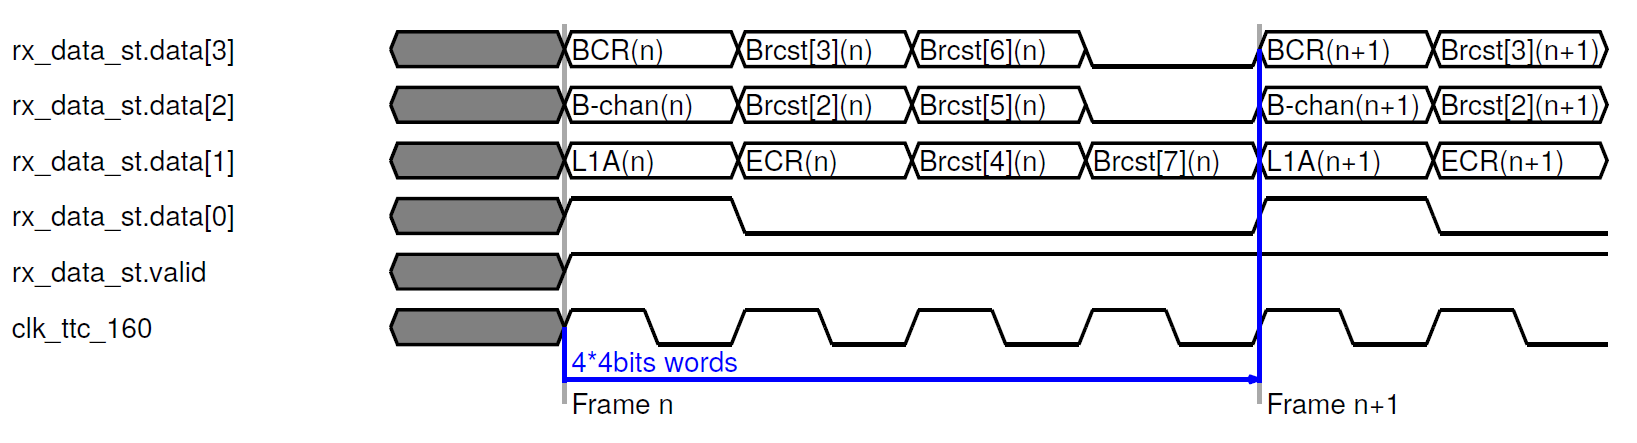 rx_data_st.data[3] BCR(n) Brcst[3](n) Brcst[6](n) BCR(n+1) Brcst[3](n+1)
rx_data_st.data[2] B-chan(n) Brcst[2](n) Brcst[5](n) B-chan(n+1) Brcst[2](n+1)
rx_data_st.data[1] L1A(n) ECR(n) Brcst[4](n) Brcst[7](n) L1A(n+1) ECR(n+1)
rx_data_st.data[0]
rx_data_st.valid
clk_ttc_160
4*4bits words
Frame n Frame n+1